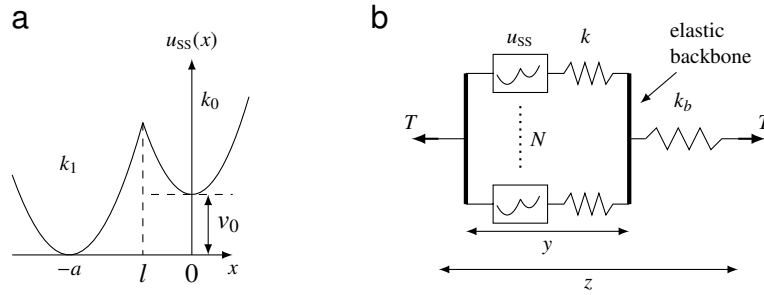 a
u_SS(x)
k_0
k_1
v_0
−a
l
0
x
b
u_SS
k
elastic
backbone
k_b
T
N
T
y
z